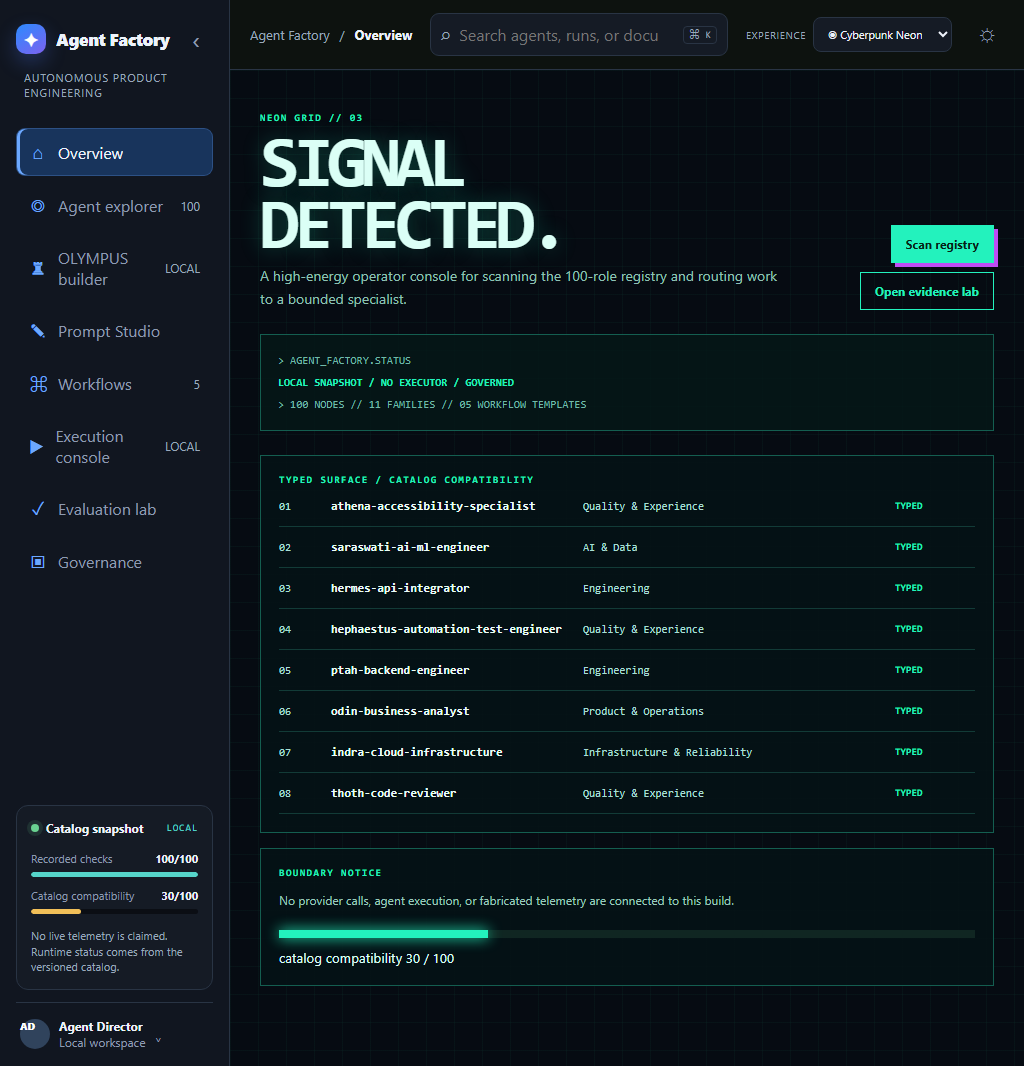 Agent Factory
AUTONOMOUS PRODUCT
ENGINEERING
Overview
Agent explorer 100
OLYMPUS
builder LOCAL
Prompt Studio
Workflows 5
Execution
console LOCAL
Evaluation lab
Governance
Catalog snapshot LOCAL
Recorded checks 100/100
Catalog compatibility 30/100
No live telemetry is claimed.
Runtime status comes from the
versioned catalog.
AD
Agent Director
Local workspace
Agent Factory / Overview
Search agents, runs, or docu ⌘ K
EXPERIENCE
◉ Cyberpunk Neon
NEON GRID // 03
SIGNAL
DETECTED.
A high-energy operator console for scanning the 100-role registry and routing work
to a bounded specialist.
Scan registry
Open evidence lab
> AGENT_FACTORY.STATUS
LOCAL SNAPSHOT / NO EXECUTOR / GOVERNED
> 100 NODES // 11 FAMILIES // 05 WORKFLOW TEMPLATES
TYPED SURFACE / CATALOG COMPATIBILITY
01 athena-accessibility-specialist Quality & Experience TYPED
02 saraswati-ai-ml-engineer AI & Data TYPED
03 hermes-api-integrator Engineering TYPED
04 hephaestus-automation-test-engineer Quality & Experience TYPED
05 ptah-backend-engineer Engineering TYPED
06 odin-business-analyst Product & Operations TYPED
07 indra-cloud-infrastructure Infrastructure & Reliability TYPED
08 thoth-code-reviewer Quality & Experience TYPED
BOUNDARY NOTICE
No provider calls, agent execution, or fabricated telemetry are connected to this build.
catalog compatibility 30 / 100